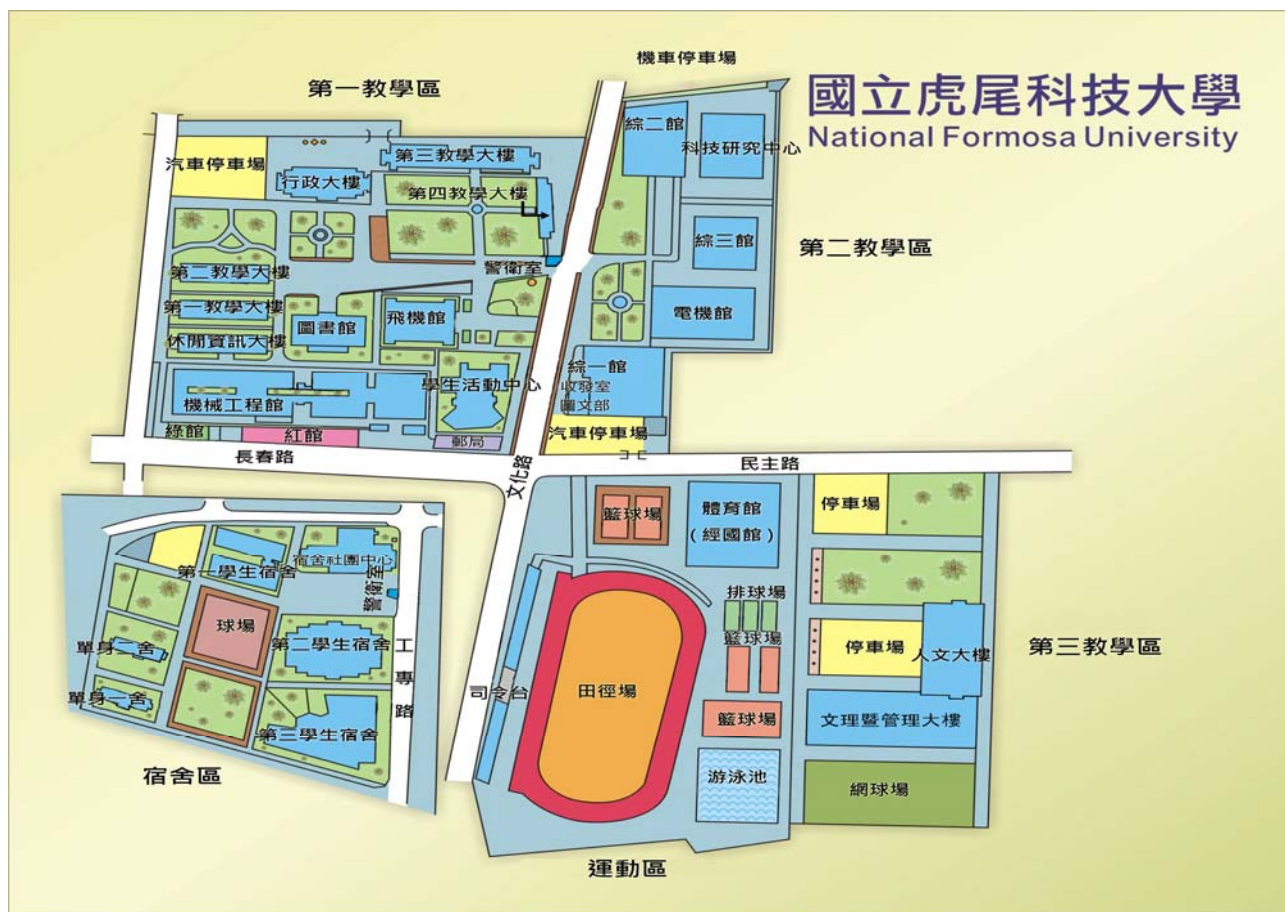 機車停車場
國立虎尾科技大學
National Formosa University
第一教學區
汽車停車場
行政大樓
第三教學大樓
第四教學大樓
警衛室
第二教學大樓
第一教學大樓
休閒資訊大樓
圖書館
飛機館
學生活動中心
機械工程館
綠館
紅館
郵局
綜二館
科技研究中心
綜三館
第二教學區
電機館
綜一館
收發室
圖文部
汽車停車場
長春路
文化路
民主路
第一學生宿舍
宿舍社團中心
警衛室
球場
第二學生宿舍
單身二舍
單身一舍
第三學生宿舍
工專路
宿舍區
籃球場
體育館
(經國館)
排球場
籃球場
司令台
田徑場
籃球場
游泳池
運動區
停車場
停車場
人文大樓
第三教學區
文理暨管理大樓
網球場